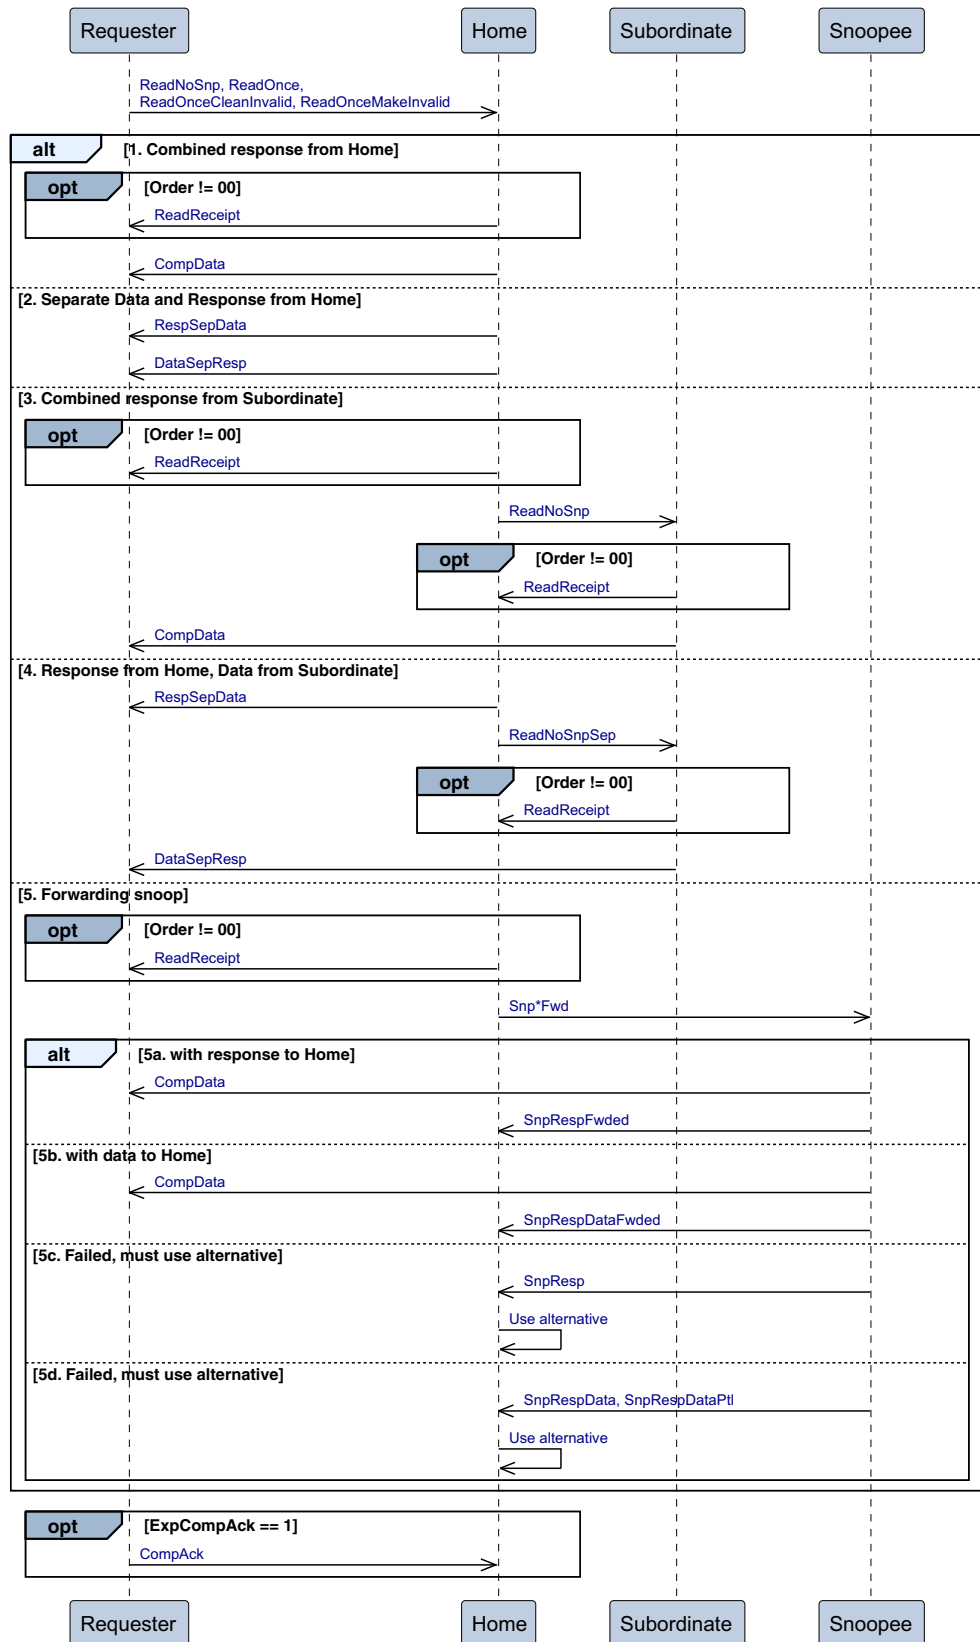 Requester
Home
Subordinate
Snoopee
ReadNoSnp, ReadOnce,
ReadOnceCleanInvalid, ReadOnceMakeInvalid
alt
[1. Combined response from Home]
opt
[Order != 00]
ReadReceipt
CompData
[2. Separate Data and Response from Home]
RespSepData
DataSepResp
[3. Combined response from Subordinate]
opt
[Order != 00]
ReadReceipt
ReadNoSnp
opt
[Order != 00]
ReadReceipt
CompData
[4. Response from Home, Data from Subordinate]
RespSepData
ReadNoSnpSep
opt
[Order != 00]
ReadReceipt
DataSepResp
[5. Forwarding snoop]
opt
[Order != 00]
ReadReceipt
Snp*Fwd
alt
[5a. with response to Home]
CompData
SnpRespFwded
[5b. with data to Home]
CompData
SnpRespDataFwded
[5c. Failed, must use alternative]
SnpResp
Use alternative
[5d. Failed, must use alternative]
SnpRespData, SnpRespDataPtl
Use alternative
opt
[ExpCompAck == 1]
CompAck
Requester
Home
Subordinate
Snoopee